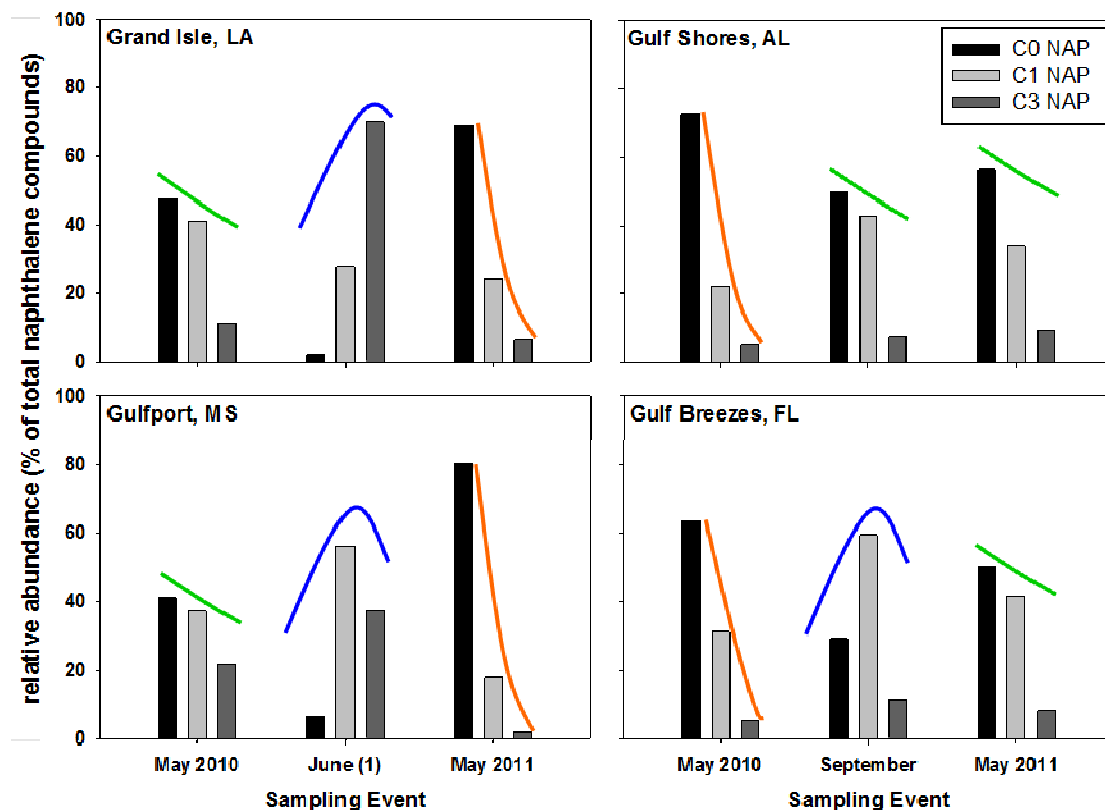 relative abundance (% of total naphthalene compounds)
100
80
60
40
20
0
Grand Isle, LA
Gulf Shores, AL
C0 NAP
C1 NAP
C3 NAP
100
80
60
40
20
0
Gulfport, MS
Gulf Breezes, FL
May 2010
June (1)
May 2011
May 2010
September
May 2011
Sampling Event
Sampling Event